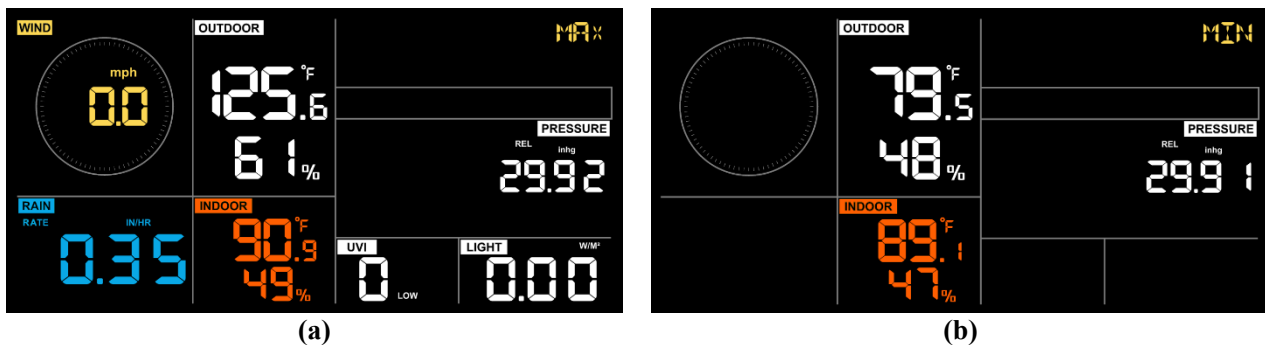 WIND
mph
0.0
OUTDOOR
125.6 °F
61 %
MAX
PRESSURE
REL inhg
29.92
RAIN
RATE IN/HR
0.35
INDOOR
90.9 °F
49 %
UVI
0 LOW
LIGHT W/M²
0.00
(a)
OUTDOOR
79.5 °F
48 %
MIN
PRESSURE
REL inhg
29.91
INDOOR
89.1 °F
47 %
(b)